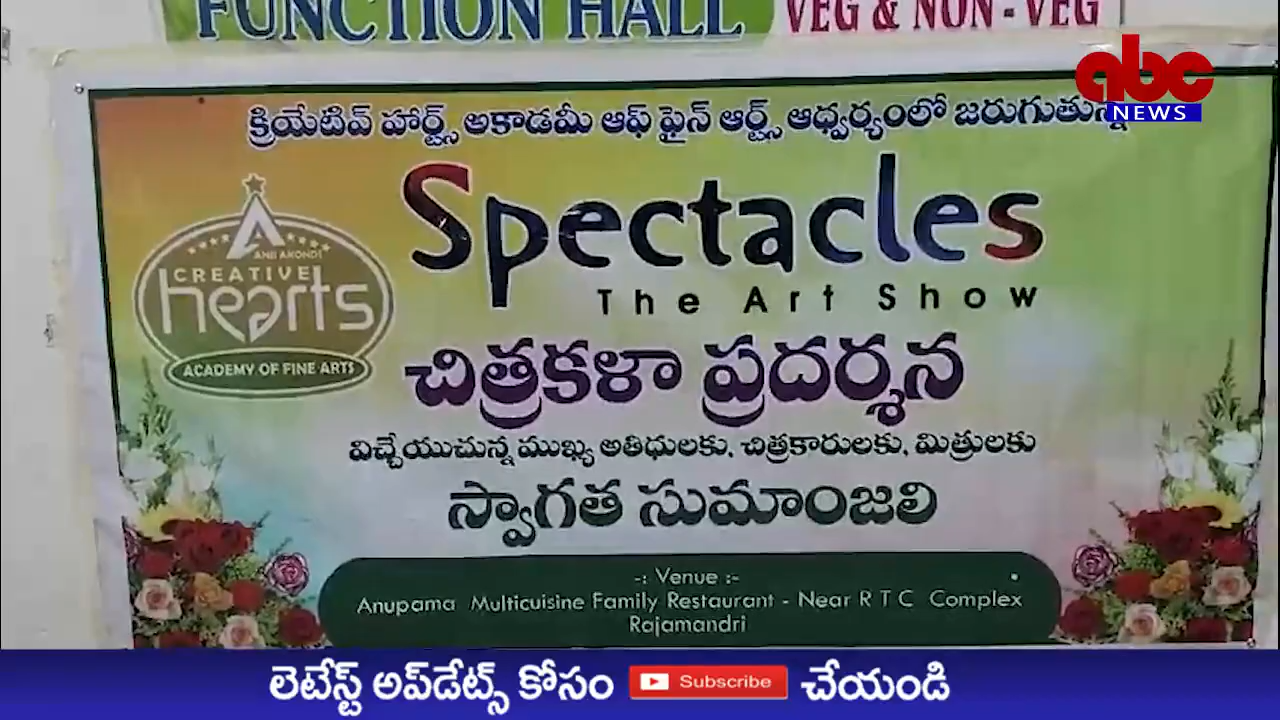 FUNCTION HALL VEG & NON - VEG
abc
NEWS
క్రియేటివ్ హార్ట్స్ అకాడమీ ఆఫ్ ఫైన్ ఆర్ట్స్ ఆధ్వర్యంలో జరుగుతున్న
Spectacles
The Art Show
ANJI AKONDI
CREATIVE
hearts
ACADEMY OF FINE ARTS
చిత్రకళా ప్రదర్శన
విచ్చేయుచున్న ముఖ్య అతిధులకు, చిత్రకారులకు, మిత్రులకు
స్వాగత సుమాంజలి
-: Venue :-
Anupama Multicuisine Family Restaurant - Near R T C Complex
Rajamandri
లెటేస్ట్ అప్‌డేట్స్ కోసం Subscribe చేయండి